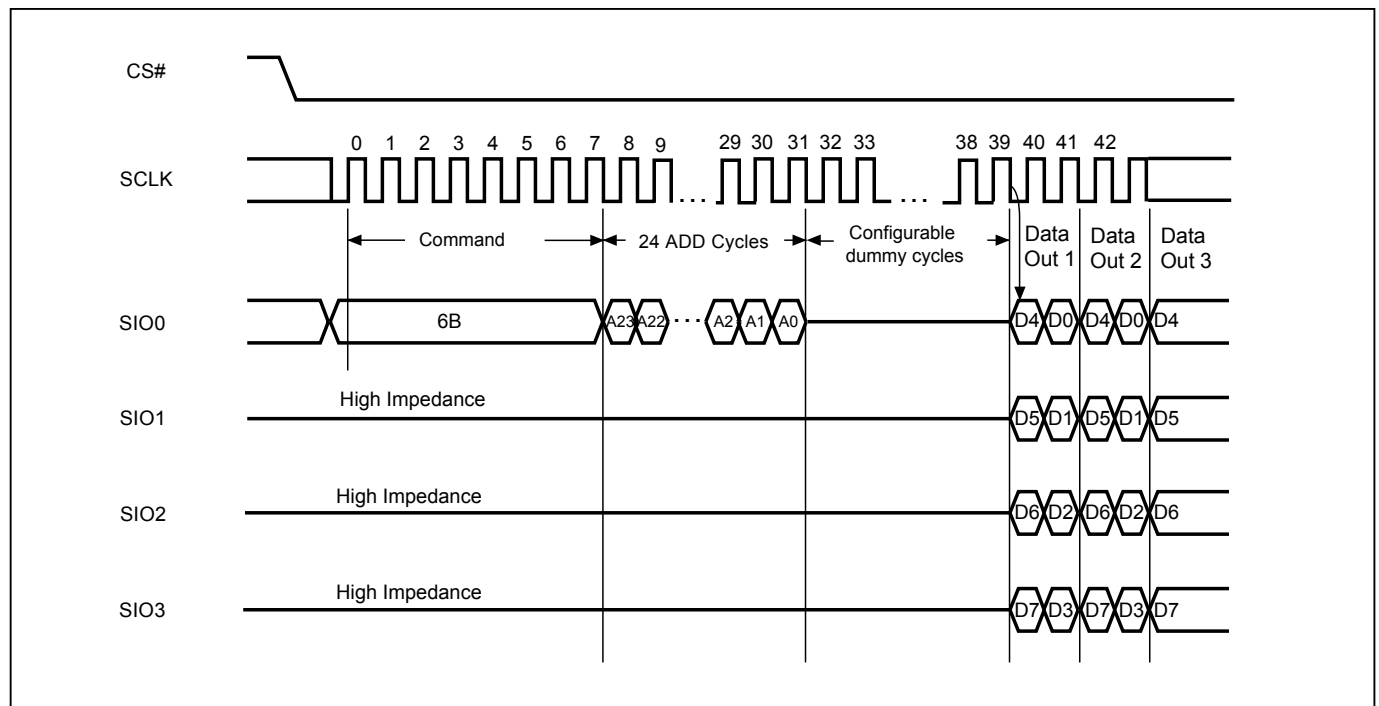 CS#
0 1 2 3 4 5 6 7 8 9 29 30 31 32 33 38 39 40 41 42
SCLK
. . . . . .
Command 24 ADD Cycles Configurable dummy cycles Data Out 1 Data Out 2 Data Out 3
SIO0 6B A23 A22 . . . A2 A1 A0 D4 D0 D4 D0 D4
High Impedance
SIO1 D5 D1 D5 D1 D5
High Impedance
SIO2 D6 D2 D6 D2 D6
High Impedance
SIO3 D7 D3 D7 D3 D7